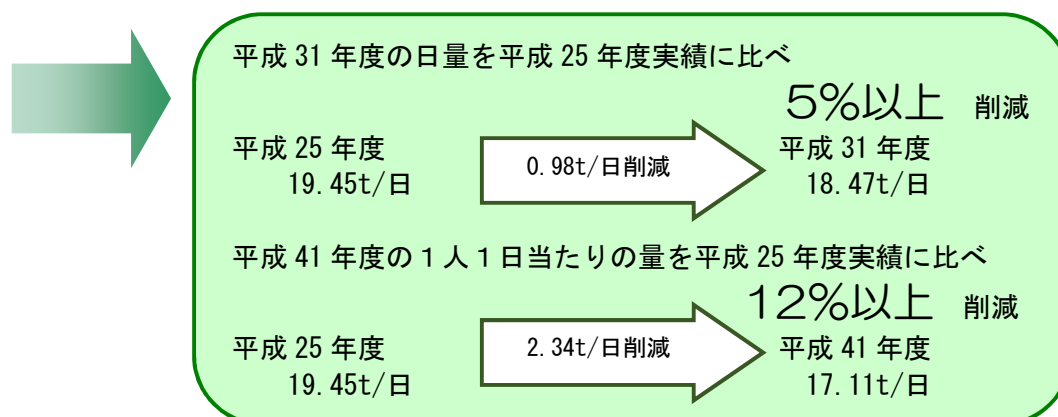 平成 31 年度の日量を平成 25 年度実績に比べ
5%以上 削減
平成 25 年度 0.98t/日削減 平成 31 年度
19.45t/日 18.47t/日
平成 41 年度の１人１日当たりの量を平成 25 年度実績に比べ
12%以上 削減
平成 25 年度 2.34t/日削減 平成 41 年度
19.45t/日 17.11t/日